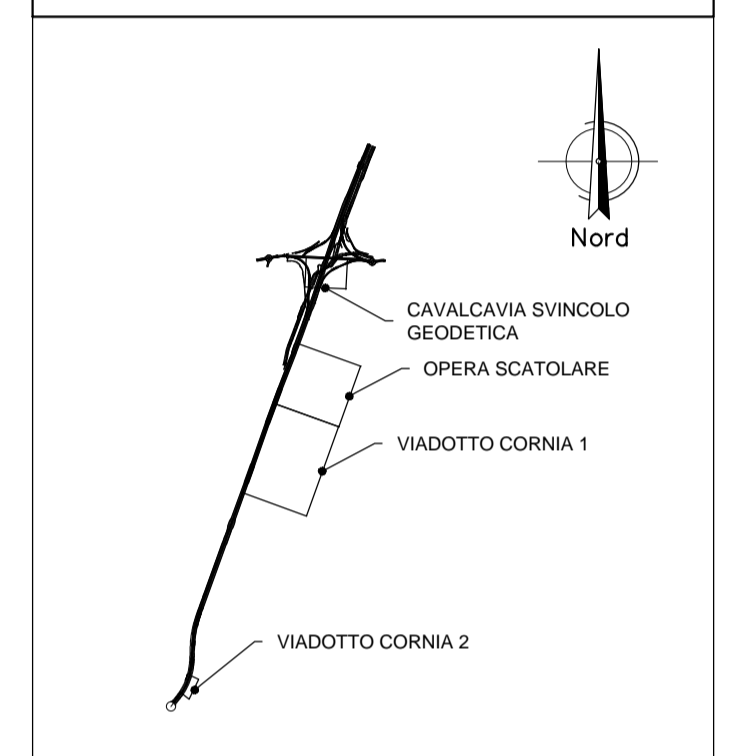 Nord
CAVALCAVIA SVINCOLO
GEODETICA
OPERA SCATOLARE
VIADOTTO CORNIA 1
VIADOTTO CORNIA 2